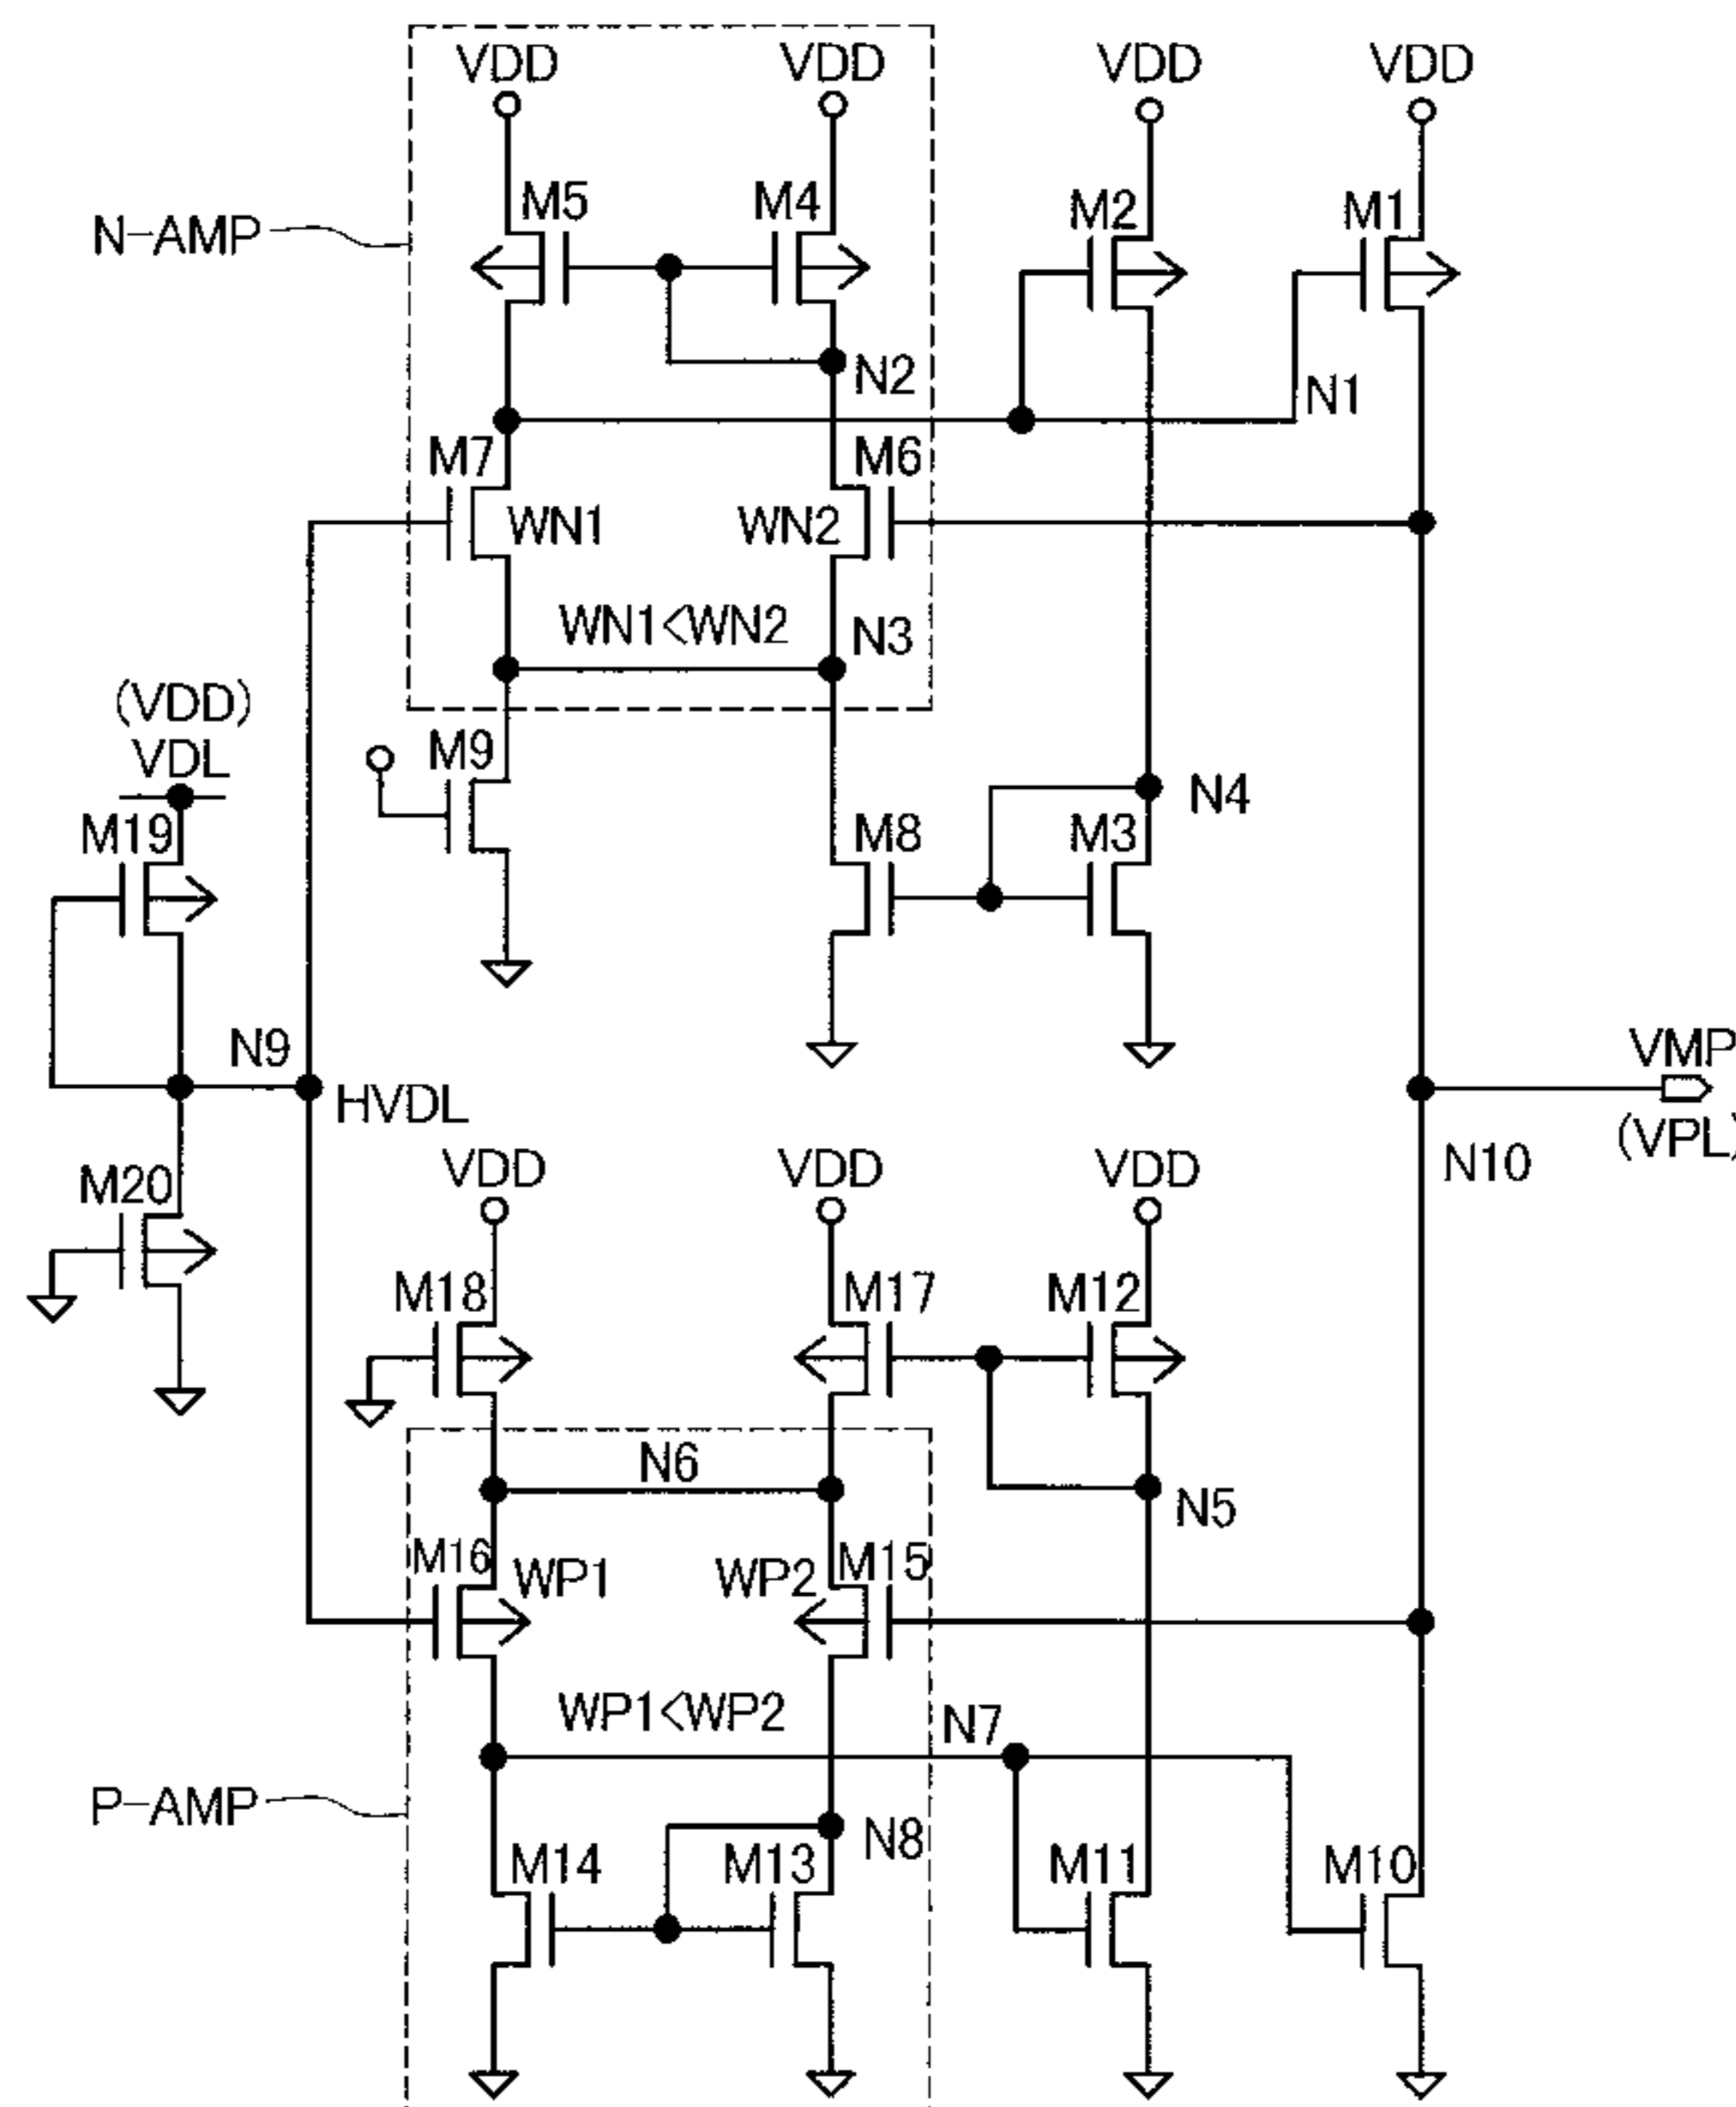 VDD VDD VDD VDD
M5 M4 M2 M1
N-AMP
N2 N1
M7 M6
WN1 WN2
WN1<WN2 N3
(VDD)
VDL
M9
N4
M19 M8 M3
N9
HVDL
VMP
(VPL)
N10
M20
VDD VDD VDD
M18 M17 M12
N6
N5
M16 WP1 WP2 M15
WP1<WP2 N7
P-AMP
N8
M14 M13 M11 M10